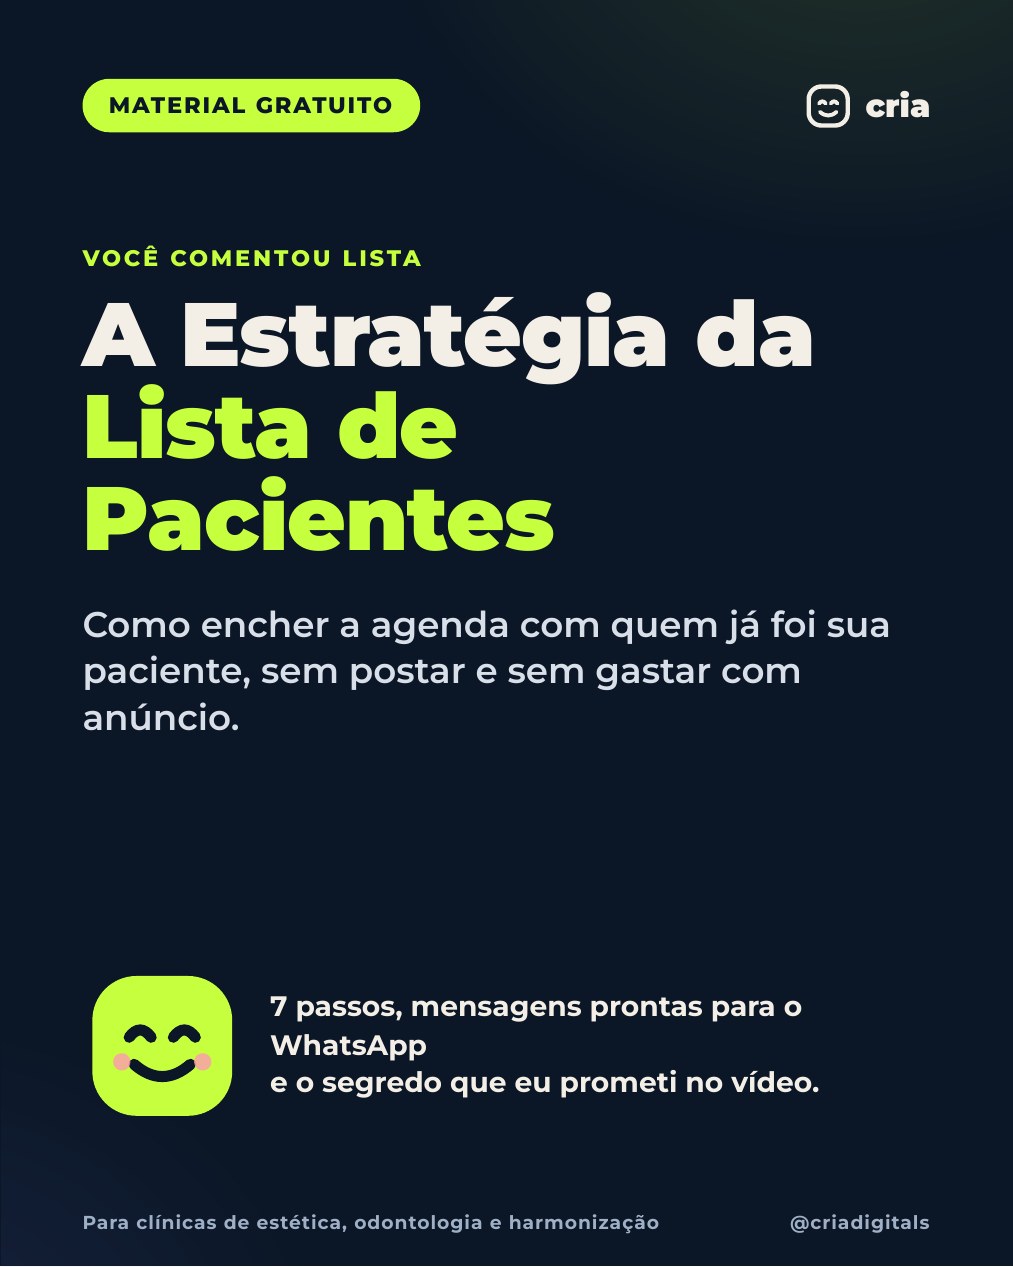 MATERIAL GRATUITO
cria
VOCÊ COMENTOU LISTA
A Estratégia da
Lista de
Pacientes
Como encher a agenda com quem já foi sua
paciente, sem postar e sem gastar com
anúncio.
7 passos, mensagens prontas para o
WhatsApp
e o segredo que eu prometi no vídeo.
Para clínicas de estética, odontologia e harmonização
@criadigitals